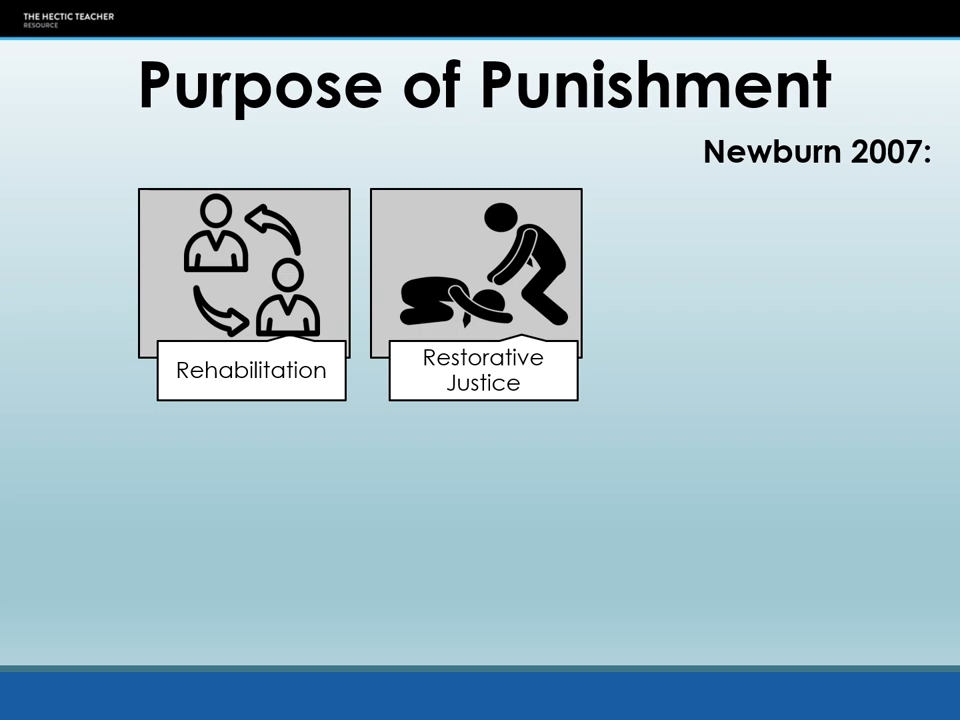 THE HECTIC TEACHER
RESOURCE
Purpose of Punishment
Newburn 2007:
Rehabilitation
Restorative
Justice